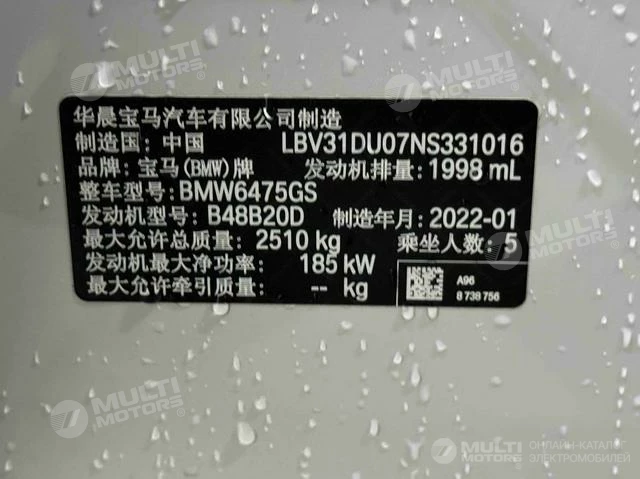 MULTI
MOTORS®
MULTI
MOTORS®
华晨宝马汽车有限公司制造
制造国: 中国 LBV31DU07NS331016
品牌: 宝马(BMW)牌 发动机排量: 1998 mL
整车型号: BMW6475GS
发动机型号: B48B20D 制造年月: 2022-01
最大允许总质量: 2510 kg 乘坐人数: 5
发动机最大净功率: 185 kW
最大允许牵引质量: -- kg
A96
8 738 756
MULTI
MOTORS®
MULTI
MOTORS®
MULTI
MOTORS
ОНЛАЙН-КАТАЛОГ
ЭЛЕКТРОМОБИЛЕЙ